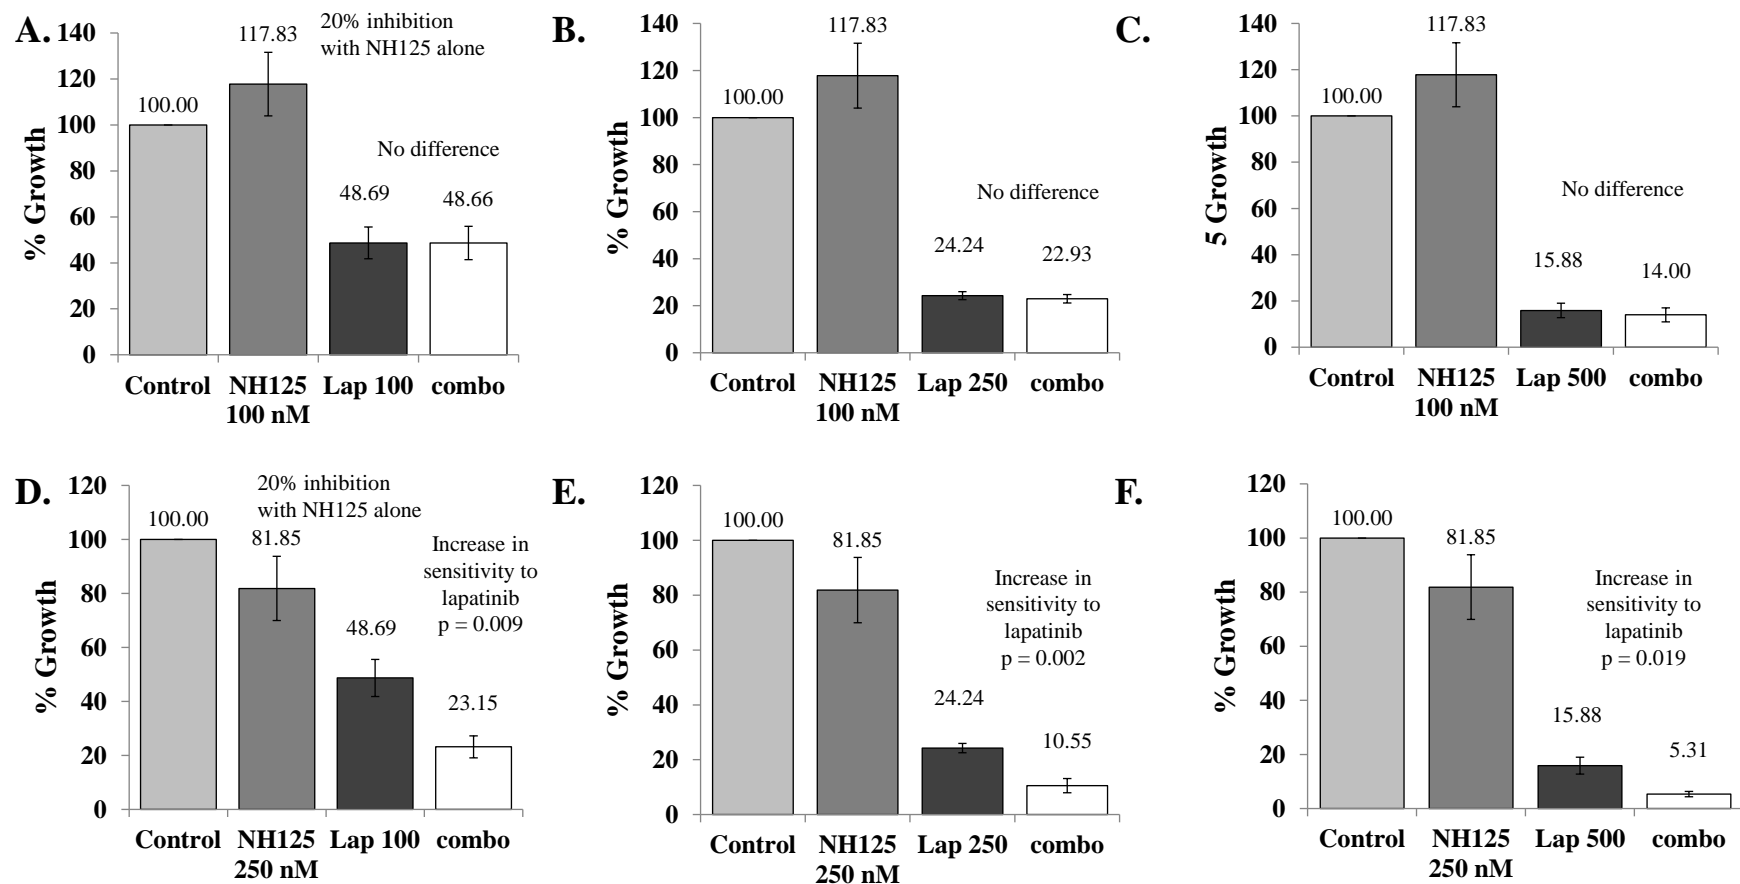 A.
20% inhibition
with NH125 alone
% Growth
140
120
100
80
60
40
20
0
100.00
117.83
No difference
48.69
48.66
Control
NH125
100 nM
Lap 100
combo
B.
% Growth
140
120
100
80
60
40
20
0
100.00
117.83
No difference
24.24
22.93
Control
NH125
100 nM
Lap 250
combo
C.
5 Growth
140
120
100
80
60
40
20
0
100.00
117.83
No difference
15.88
14.00
Control
NH125
100 nM
Lap 500
combo
D.
20% inhibition
with NH125 alone
% Growth
120
100
80
60
40
20
0
100.00
81.85
Increase in
sensitivity to
lapatinib
p = 0.009
48.69
23.15
Control
NH125
250 nM
Lap 100
combo
E.
% Growth
120
100
80
60
40
20
0
100.00
81.85
Increase in
sensitivity to
lapatinib
p = 0.002
24.24
10.55
Control
NH125
250 nM
Lap 250
combo
F.
% Growth
120
100
80
60
40
20
0
100.00
81.85
Increase in
sensitivity to
lapatinib
p = 0.019
15.88
5.31
Control
NH125
250 nM
Lap 500
combo